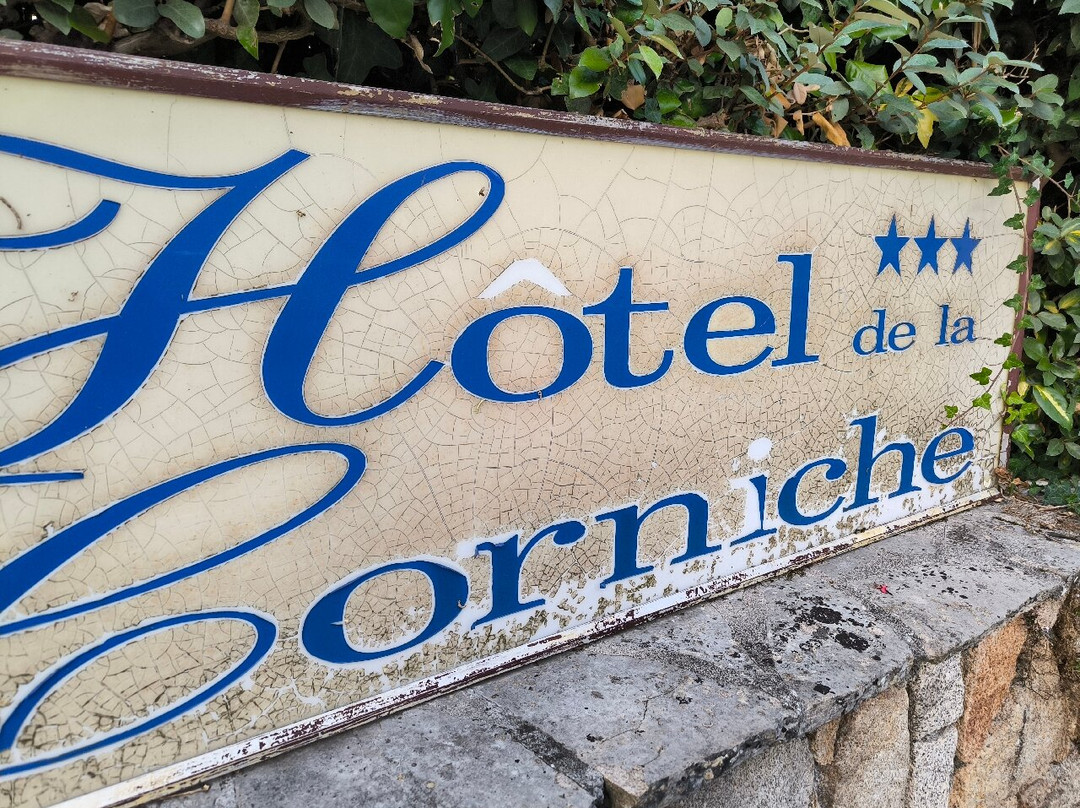 Hôtel de la
Corniche